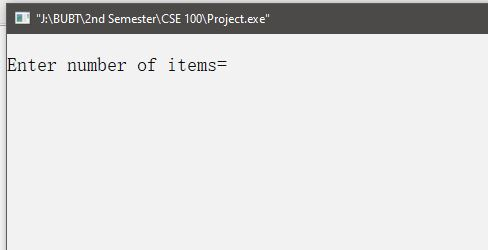 "J:\BUBT\2nd Semester\CSE 100\Project.exe"
Enter number of items=